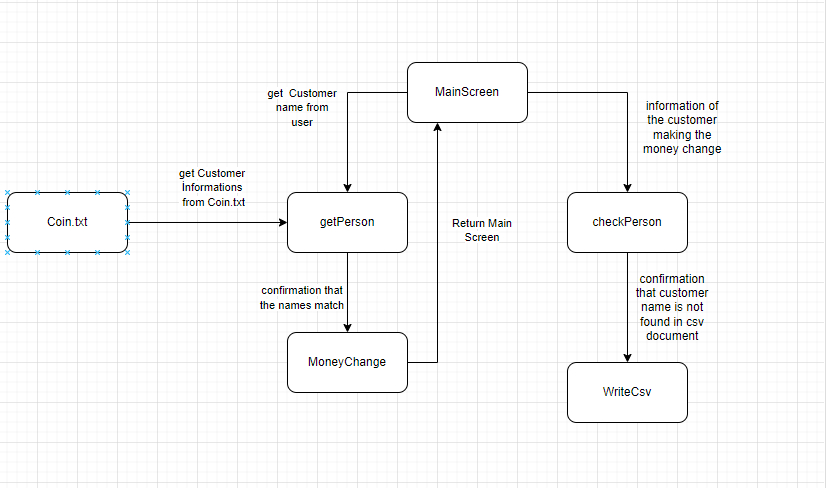 MainScreen
get  Customer
name from
user
information of
the customer
making the
money change
get Customer
Informations
from Coin.txt
Coin.txt
getPerson
Return Main
Screen
checkPerson
confirmation that
the names match
confirmation
that customer
name is not
found in csv
document
MoneyChange
WriteCsv